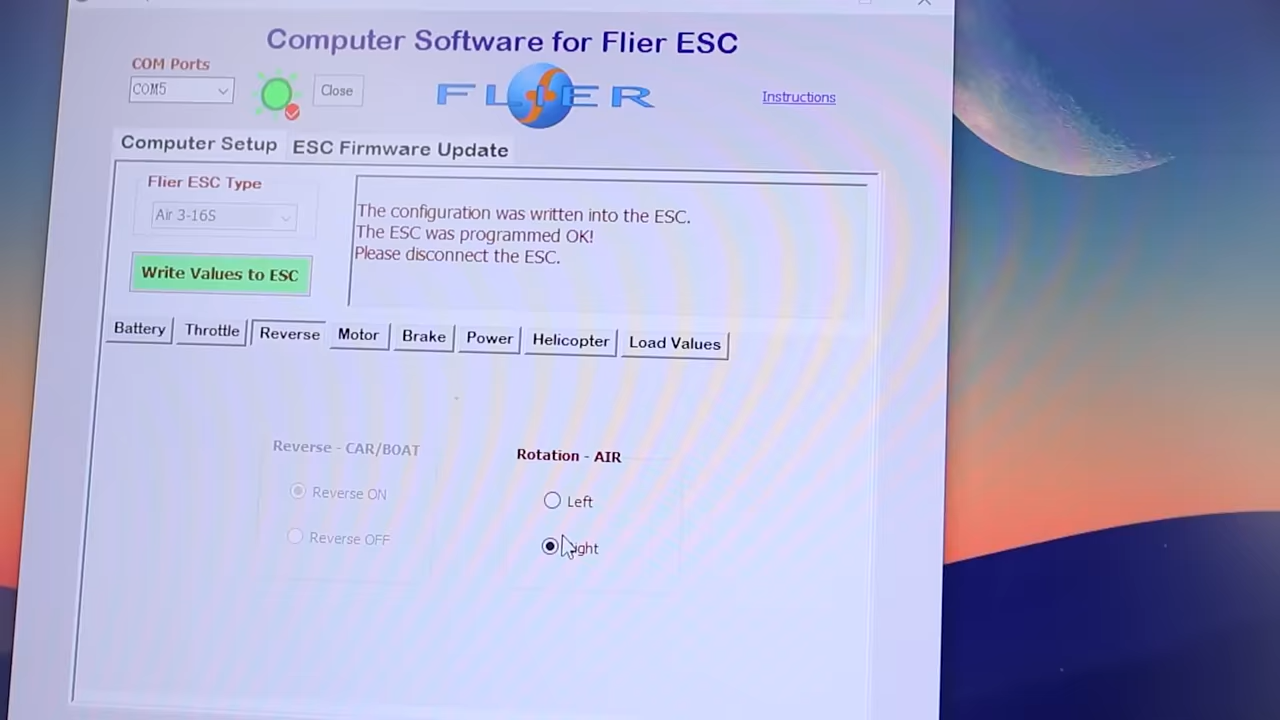 Computer Software for Flier ESC
COM Ports
COM5
Close
FLIER
Instructions
Computer Setup
ESC Firmware Update
Flier ESC Type
Air 3-16S
Write Values to ESC
The configuration was written into the ESC.
The ESC was programmed OK!
Please disconnect the ESC.
Battery
Throttle
Reverse
Motor
Brake
Power
Helicopter
Load Values
Reverse - CAR/BOAT
Reverse ON
Reverse OFF
Rotation - AIR
Left
Right